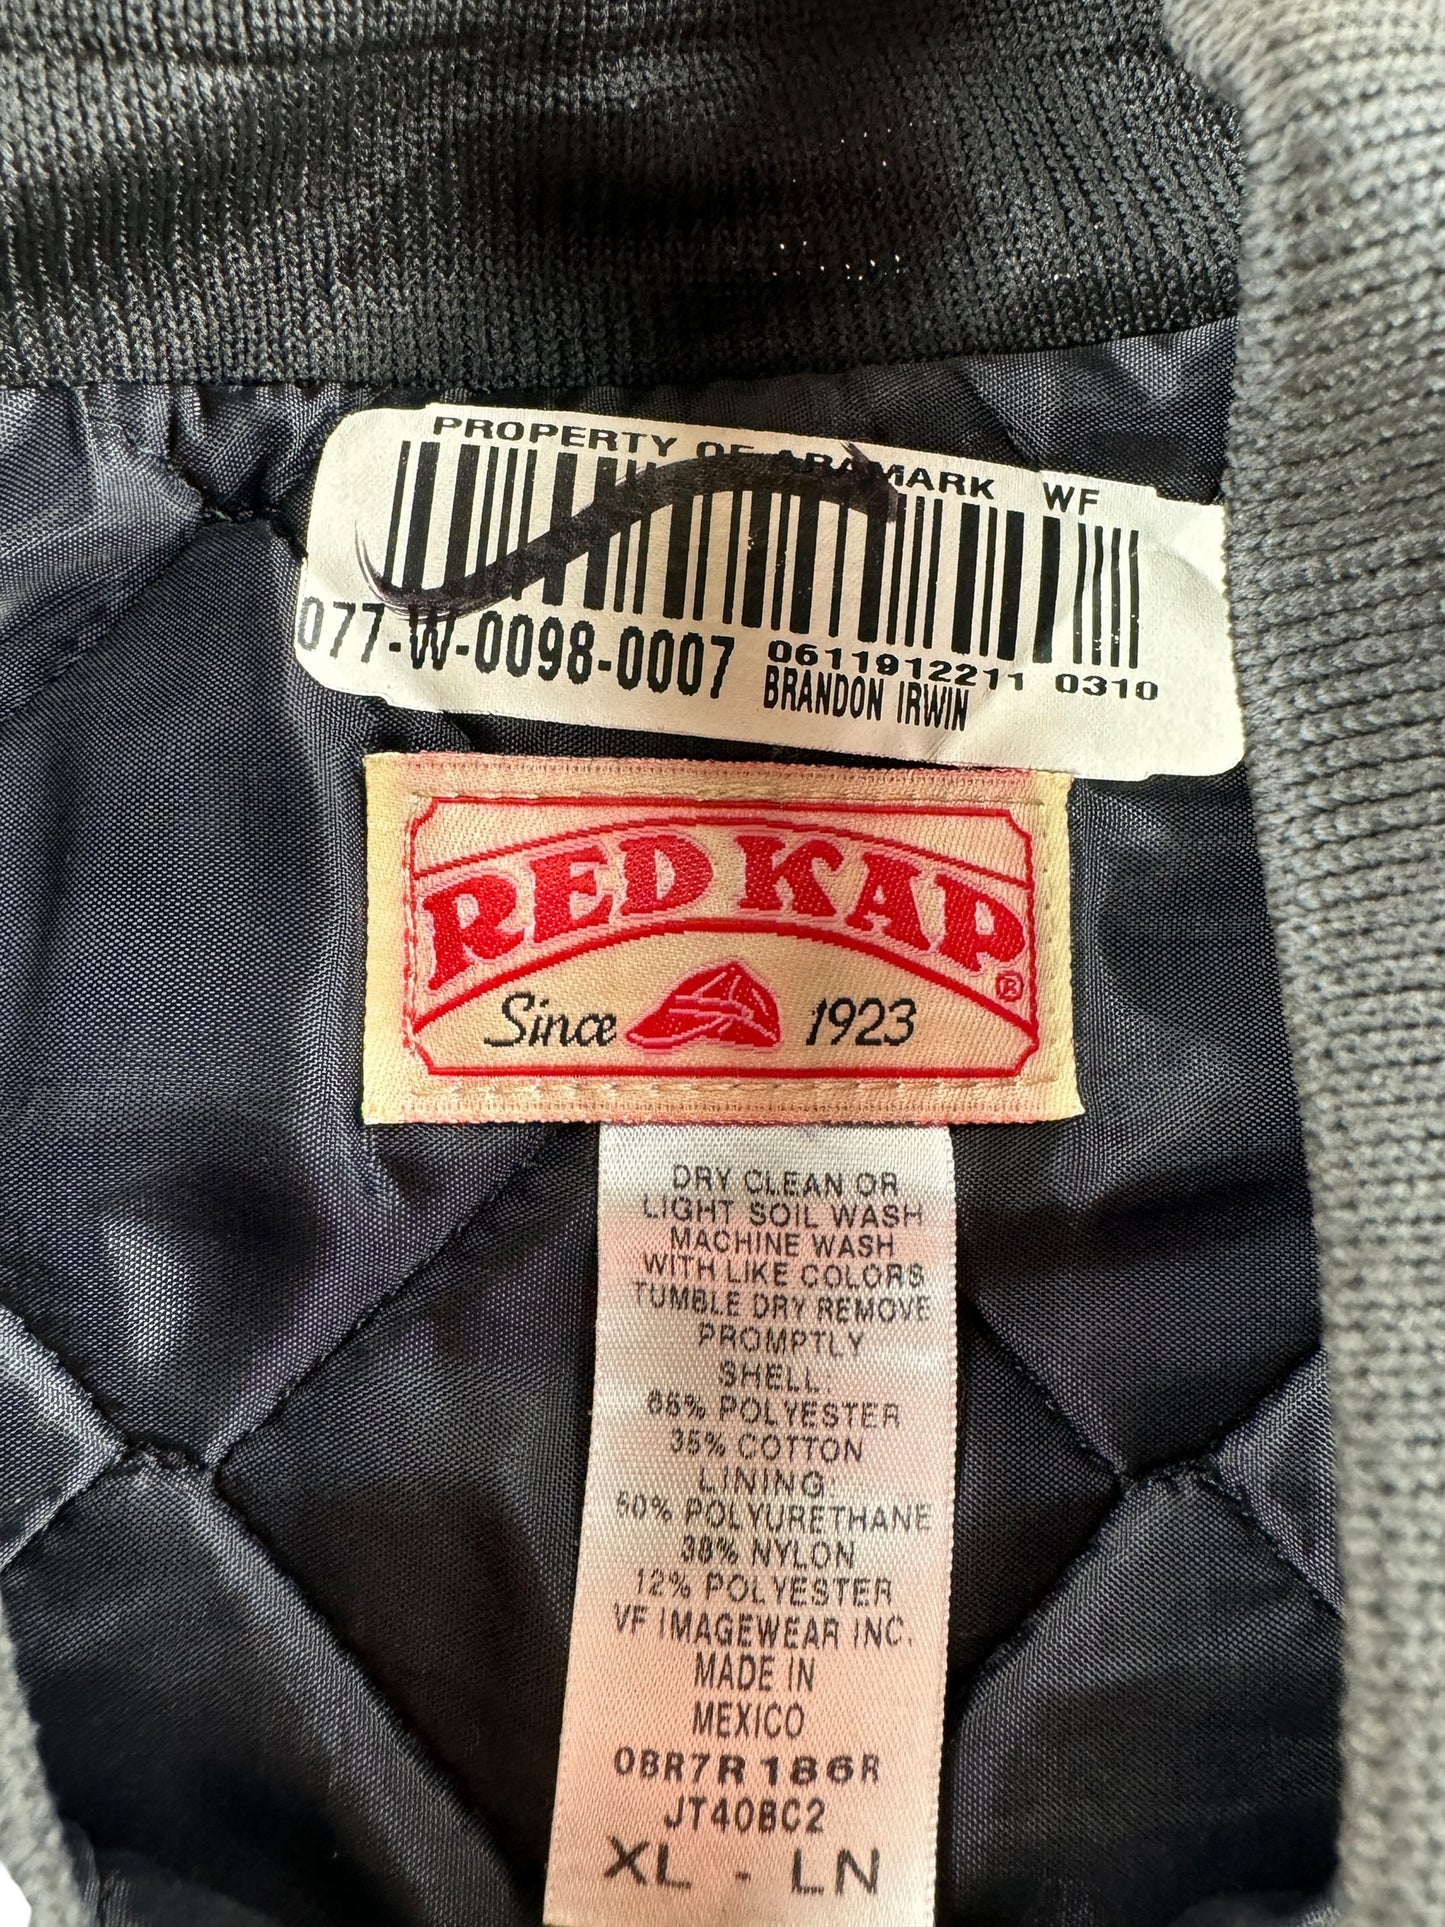 PROPERTY OF ARAMARK WF
077-W-0098-0007
0611912211 0310
BRANDON IRWIN
RED KAP®
Since 1923
DRY CLEAN OR
LIGHT SOIL WASH
MACHINE WASH
WITH LIKE COLORS
TUMBLE DRY REMOVE
PROMPTLY
SHELL:
65% POLYESTER
35% COTTON
LINING
50% POLYURETHANE
38% NYLON
12% POLYESTER
VF IMAGEWEAR INC.
MADE IN
MEXICO
0BR7R186R
JT40BC2
XL - LN